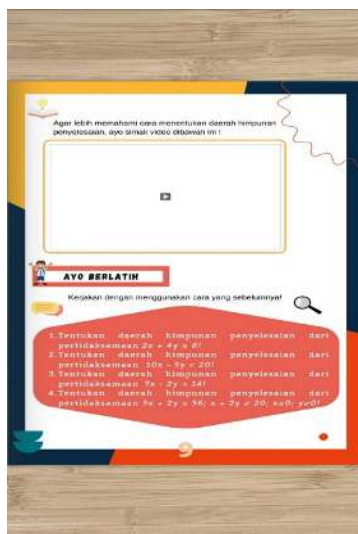 Agar lebih memahami cara menentukan daerah himpunan
penyelesaian, ayo simak video dibawah ini !
AYO BERLATIH
Kerjakan dengan menggunakan cara yang sebelumnya!
1. Tentukan daerah himpunan penyelesaian dari
pertidaksamaan 2x + 4y ≥ 8!
2. Tentukan daerah himpunan penyelesaian dari
pertidaksamaan 10x - 5y < 20!
3. Tentukan daerah himpunan penyelesaian dari
pertidaksamaan 7x - 2y > 14!
4. Tentukan daerah himpunan penyelesaian dari
pertidaksamaan 9x + 2y 36; x + 2y 20; x 0; y 0!
9